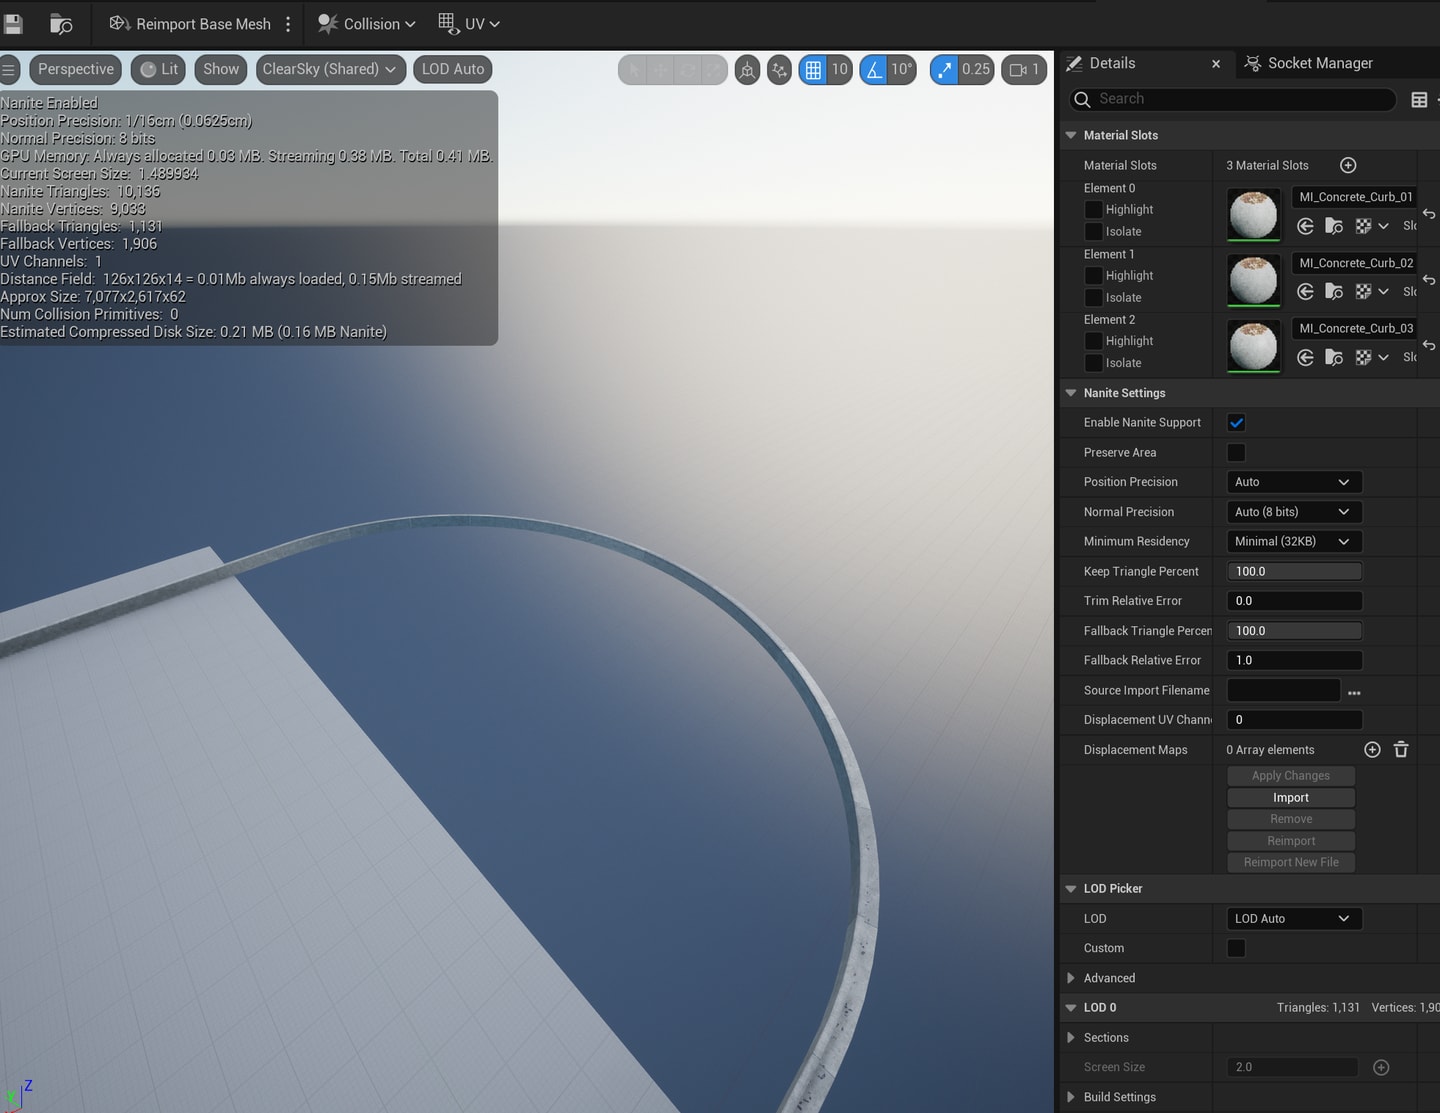 Reimport Base Mesh
Collision
UV
Perspective
Lit
Show
ClearSky (Shared)
LOD Auto
10
10°
0.25
1
Nanite Enabled
Position Precision: 1/16cm (0.0625cm)
Normal Precision: 8 bits
GPU Memory: Always allocated 0.03 MB. Streaming 0.38 MB. Total 0.41 MB.
Current Screen Size: 1.489934
Nanite Triangles: 10,136
Nanite Vertices: 9,033
Fallback Triangles: 1,131
Fallback Vertices: 1,906
UV Channels: 1
Distance Field: 126x126x14 = 0.01Mb always loaded, 0.15Mb streamed
Approx Size: 7,077x2,617x62
Num Collision Primitives: 0
Estimated Compressed Disk Size: 0.21 MB (0.16 MB Nanite)
Z
Y
Details
Socket Manager
Search
Material Slots
Material Slots 3 Material Slots
Element 0
Highlight
Isolate
MI_Concrete_Curb_01
Slo
Element 1
Highlight
Isolate
MI_Concrete_Curb_02
Slo
Element 2
Highlight
Isolate
MI_Concrete_Curb_03
Slo
Nanite Settings
Enable Nanite Support
Preserve Area
Position Precision Auto
Normal Precision Auto (8 bits)
Minimum Residency Minimal (32KB)
Keep Triangle Percent 100.0
Trim Relative Error 0.0
Fallback Triangle Percen 100.0
Fallback Relative Error 1.0
Source Import Filename
Displacement UV Chann 0
Displacement Maps 0 Array elements
Apply Changes
Import
Remove
Reimport
Reimport New File
LOD Picker
LOD LOD Auto
Custom
Advanced
LOD 0 Triangles: 1,131 Vertices: 1,90
Sections
Screen Size 2.0
Build Settings